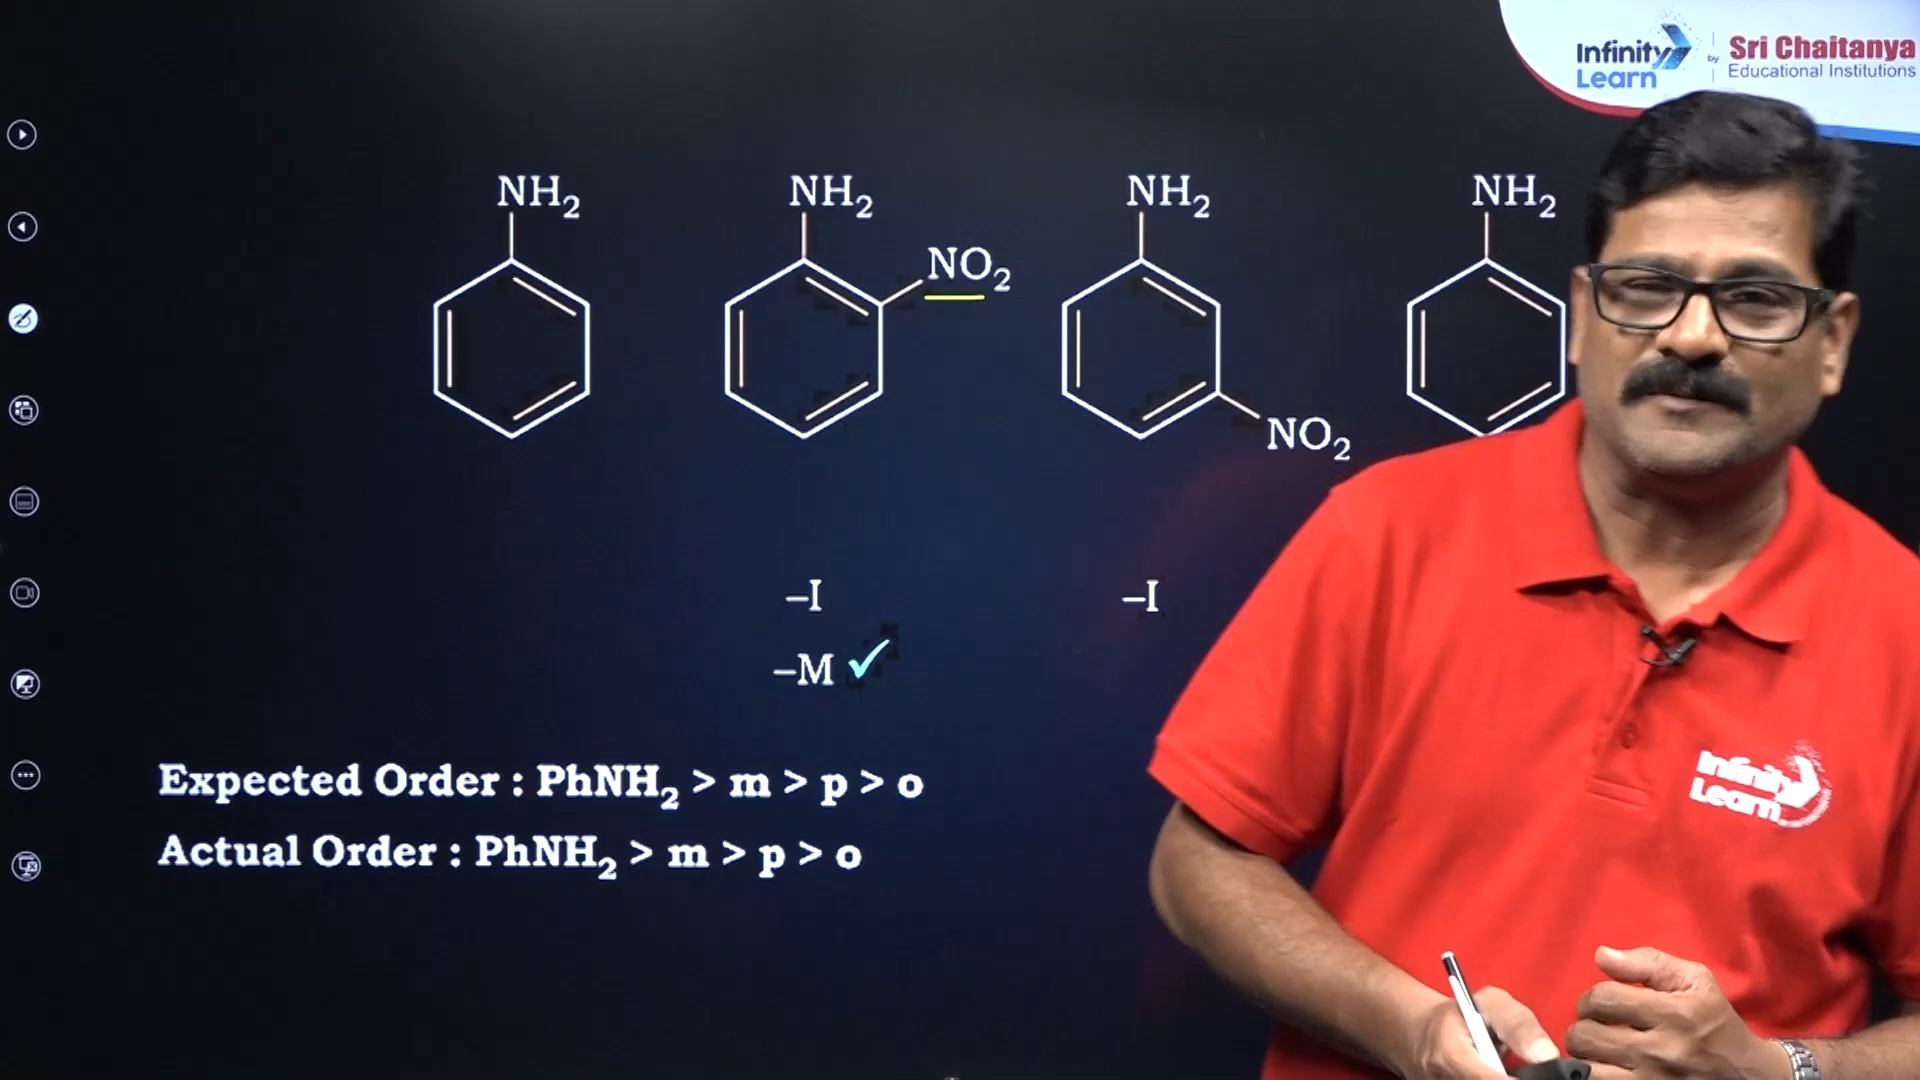 Infinity Learn by Sri Chaitanya Educational Institutions
NH₂ NH₂ NH₂ NH₂
NO₂
NO₂
–I –I
–M ✓
Expected Order : PhNH₂ > m > p > o
Actual Order : PhNH₂ > m > p > o
Infinity
Learn